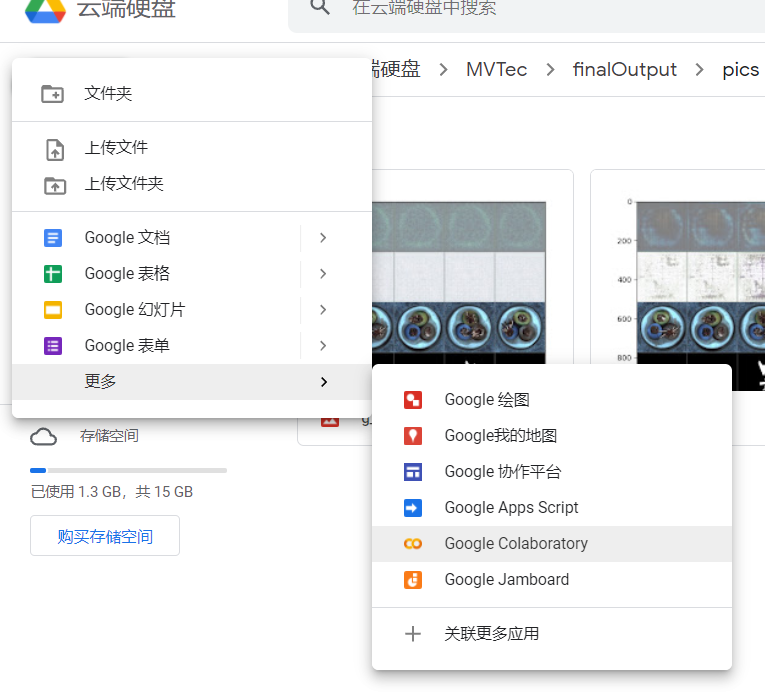 云端硬盘
在云端硬盘中搜索
端硬盘 > MVTec > finalOutput > pics
文件夹
上传文件
上传文件夹
Google 文档
Google 表格
Google 幻灯片
Google 表单
更多
0
200
400
600
800
Google 绘图
Google我的地图
Google 协作平台
Google Apps Script
Google Colaboratory
Google Jamboard
关联更多应用
存储空间
已使用 1.3 GB，共 15 GB
购买存储空间